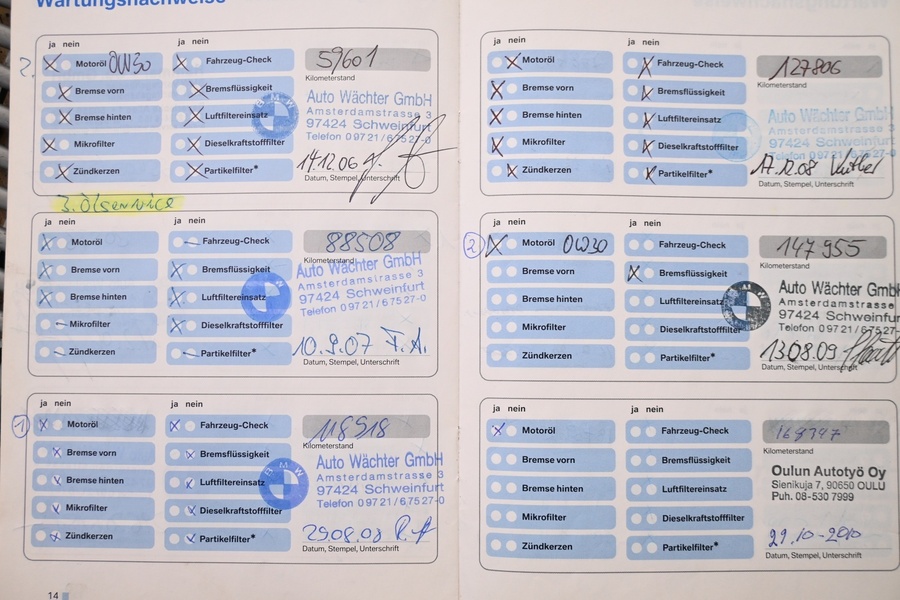 Wartungsnachweise
ja nein ja nein
2. Motoröl 0W30 Fahrzeug-Check 59601
Kilometerstand
Bremse vorn Bremsflüssigkeit
Bremse hinten Luftfiltereinsatz
Mikrofilter Dieselkraftstofffilter
Zündkerzen Partikelfilter*
BMW
Auto Wächter GmbH
Amsterdamstrasse 3
97424 Schweinfurt
Telefon 09721/67527-0
14.12.06
Datum, Stempel, Unterschrift
3. Ölservice
ja nein ja nein
Motoröl Fahrzeug-Check 88508
Kilometerstand
Bremse vorn Bremsflüssigkeit
Bremse hinten Luftfiltereinsatz
Mikrofilter Dieselkraftstofffilter
Zündkerzen Partikelfilter*
Auto Wächter GmbH
Amsterdamstrasse 3
97424 Schweinfurt
Telefon 09721/67527-0
10.9.07 F.A.
Datum, Stempel, Unterschrift
ja nein ja nein
1 Motoröl Fahrzeug-Check 118918
Kilometerstand
Bremse vorn Bremsflüssigkeit
Bremse hinten Luftfiltereinsatz
Mikrofilter Dieselkraftstofffilter
Zündkerzen Partikelfilter*
BMW
Auto Wächter GmbH
Amsterdamstrasse 3
97424 Schweinfurt
Telefon 09721/67527-0
29.08.08
Datum, Stempel, Unterschrift
14
ja nein ja nein
Motoröl Fahrzeug-Check 127806
Kilometerstand
Bremse vorn Bremsflüssigkeit
Bremse hinten Luftfiltereinsatz
Mikrofilter Dieselkraftstofffilter
Zündkerzen Partikelfilter*
Auto Wächter GmbH
Amsterdamstrasse 3
97424 Schweinfurt
Telefon 09721/67527-0
17.12.08
Datum, Stempel, Unterschrift
ja nein ja nein
2 Motoröl 0W30 Fahrzeug-Check 147955
Kilometerstand
Bremse vorn Bremsflüssigkeit
Bremse hinten Luftfiltereinsatz
Mikrofilter Dieselkraftstofffilter
Zündkerzen Partikelfilter*
BMW
Auto Wächter GmbH
Amsterdamstrasse
97424 Schweinfurt
Telefon 09721/67527-
13.08.09
Datum, Stempel, Unterschrift
ja nein ja nein
Motoröl Fahrzeug-Check
Kilometerstand
Bremse vorn Bremsflüssigkeit
Bremse hinten Luftfiltereinsatz
Mikrofilter Dieselkraftstofffilter
Zündkerzen Partikelfilter*
Oulun Autotyö Oy
Sienikuja 7, 90650 OULU
Puh. 08-530 7999
29.10-2010
Datum, Stempel, Unterschrift